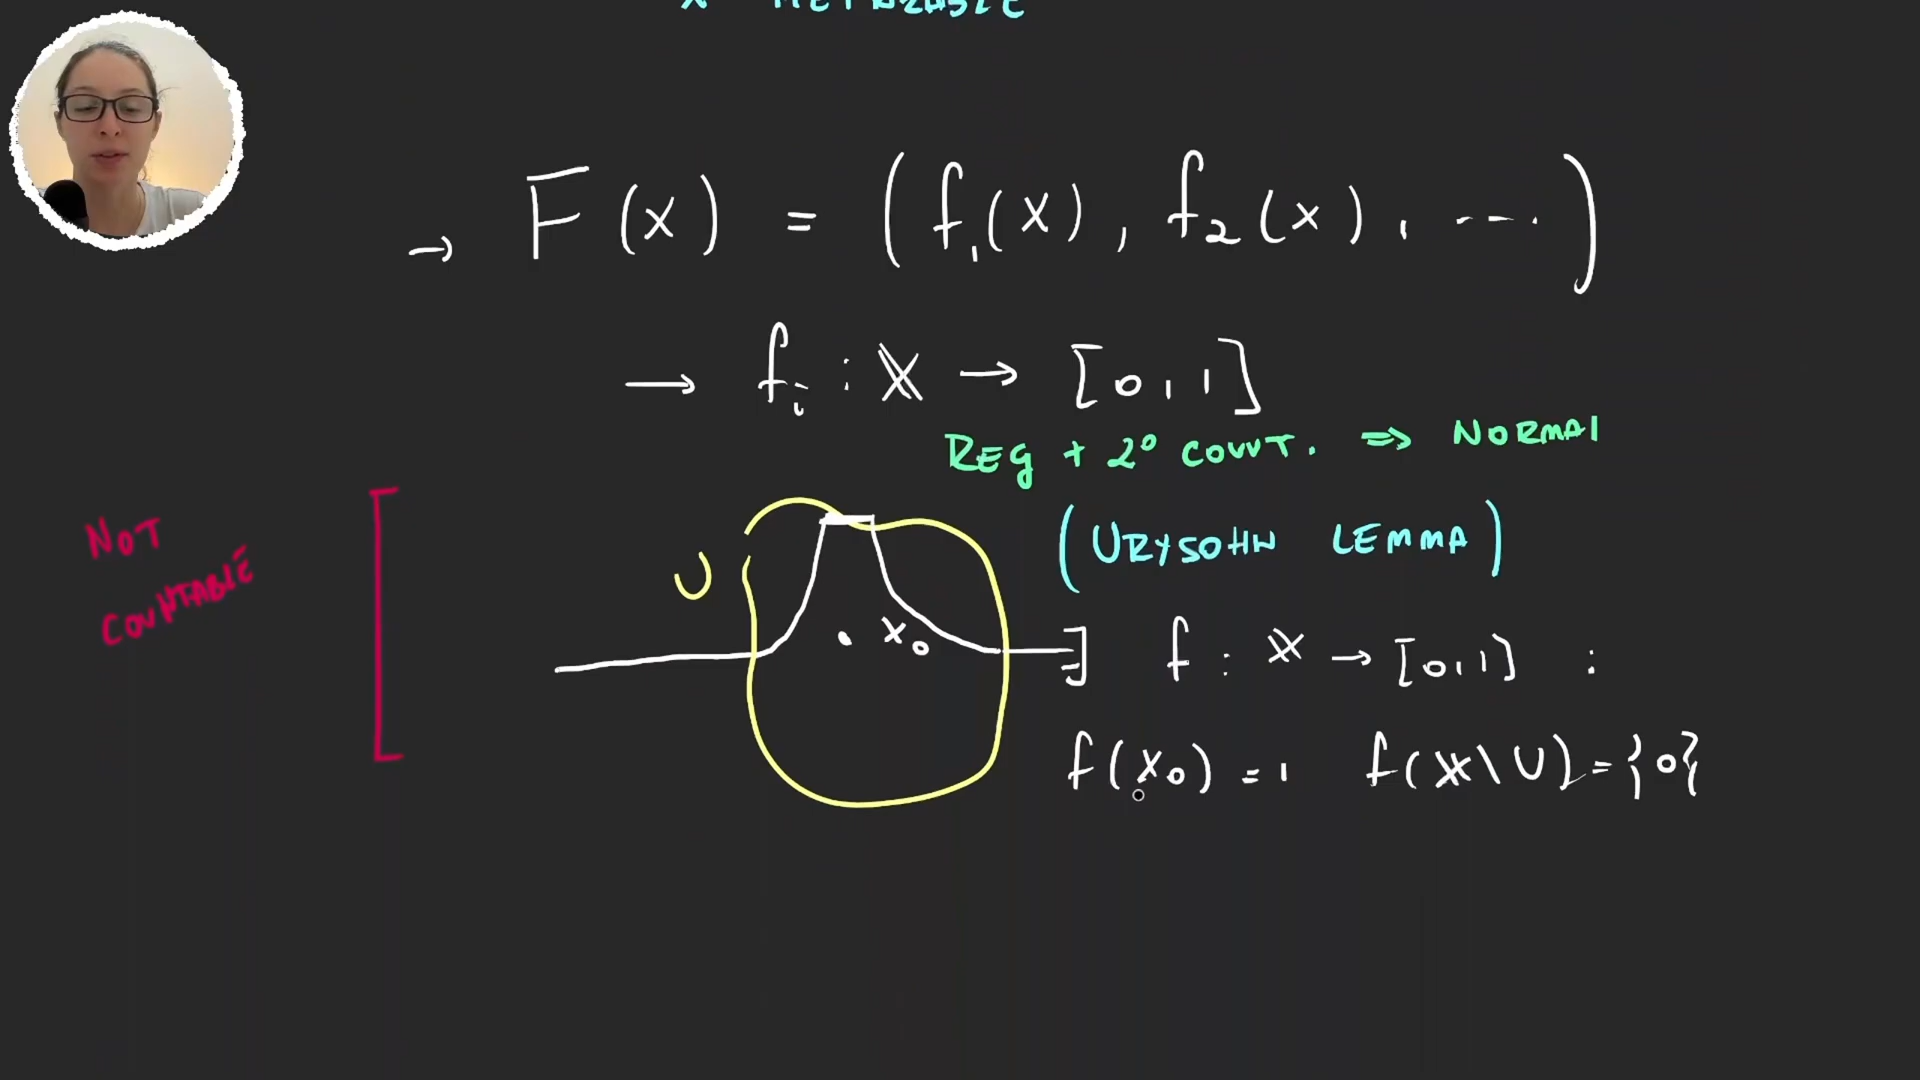 X METRIZABLE
→ F(x) = (f₁(x), f₂(x), ---.)
→ fᵢ : X → [0,1]
REG + 2° COUNT. ⇒ NORMAL
NOT
COUNTABLE
U
(URYSOHN LEMMA)
x₀
∃ f : X → [0,1] :
f(x₀) = 1 f(X\U) = {0}